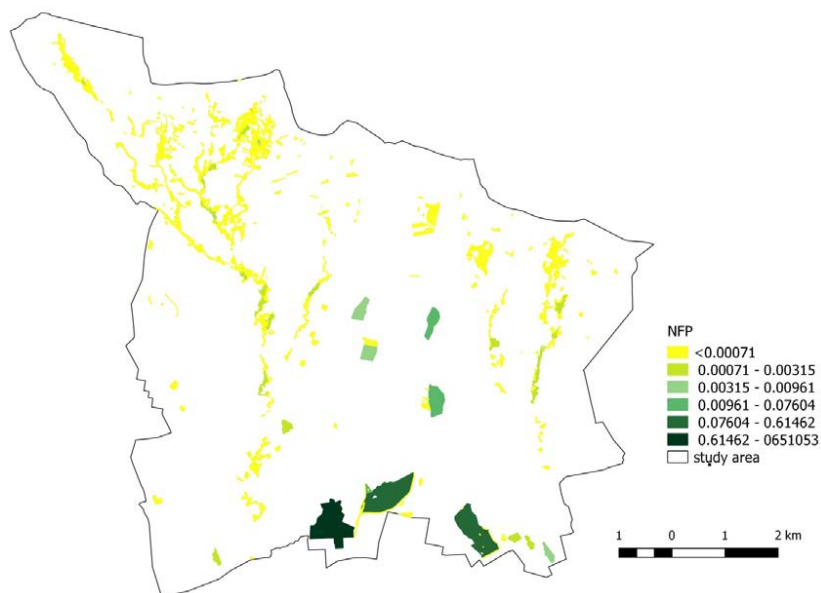 NFP
<0.00071
0.00071 - 0.00315
0.00315 - 0.00961
0.00961 - 0.07604
0.07604 - 0.61462
0.61462 - 0651053
study area
1 0 1 2 km